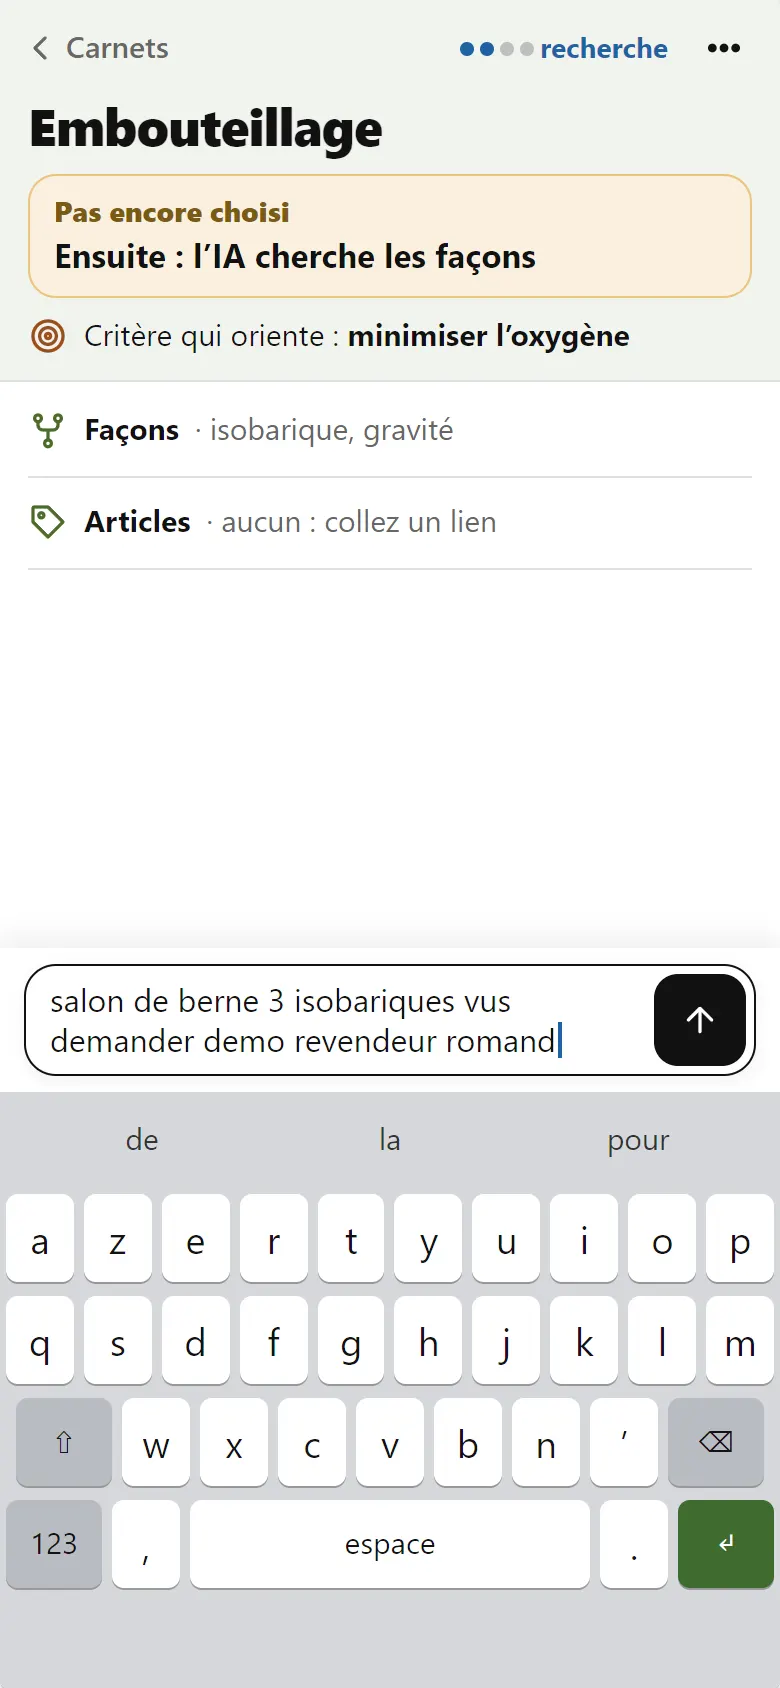 Carnets
recherche
Embouteillage
Pas encore choisi
Ensuite : l’IA cherche les façons
Critère qui oriente : minimiser l’oxygène
Façons · isobarique, gravité
Articles · aucun : collez un lien
salon de berne 3 isobariques vus
demander demo revendeur romand
de la pour
a z e r t y u i o p
q s d f g h j k l m
⇧ w x c v b n ’ ⌫
123 , espace . ↵